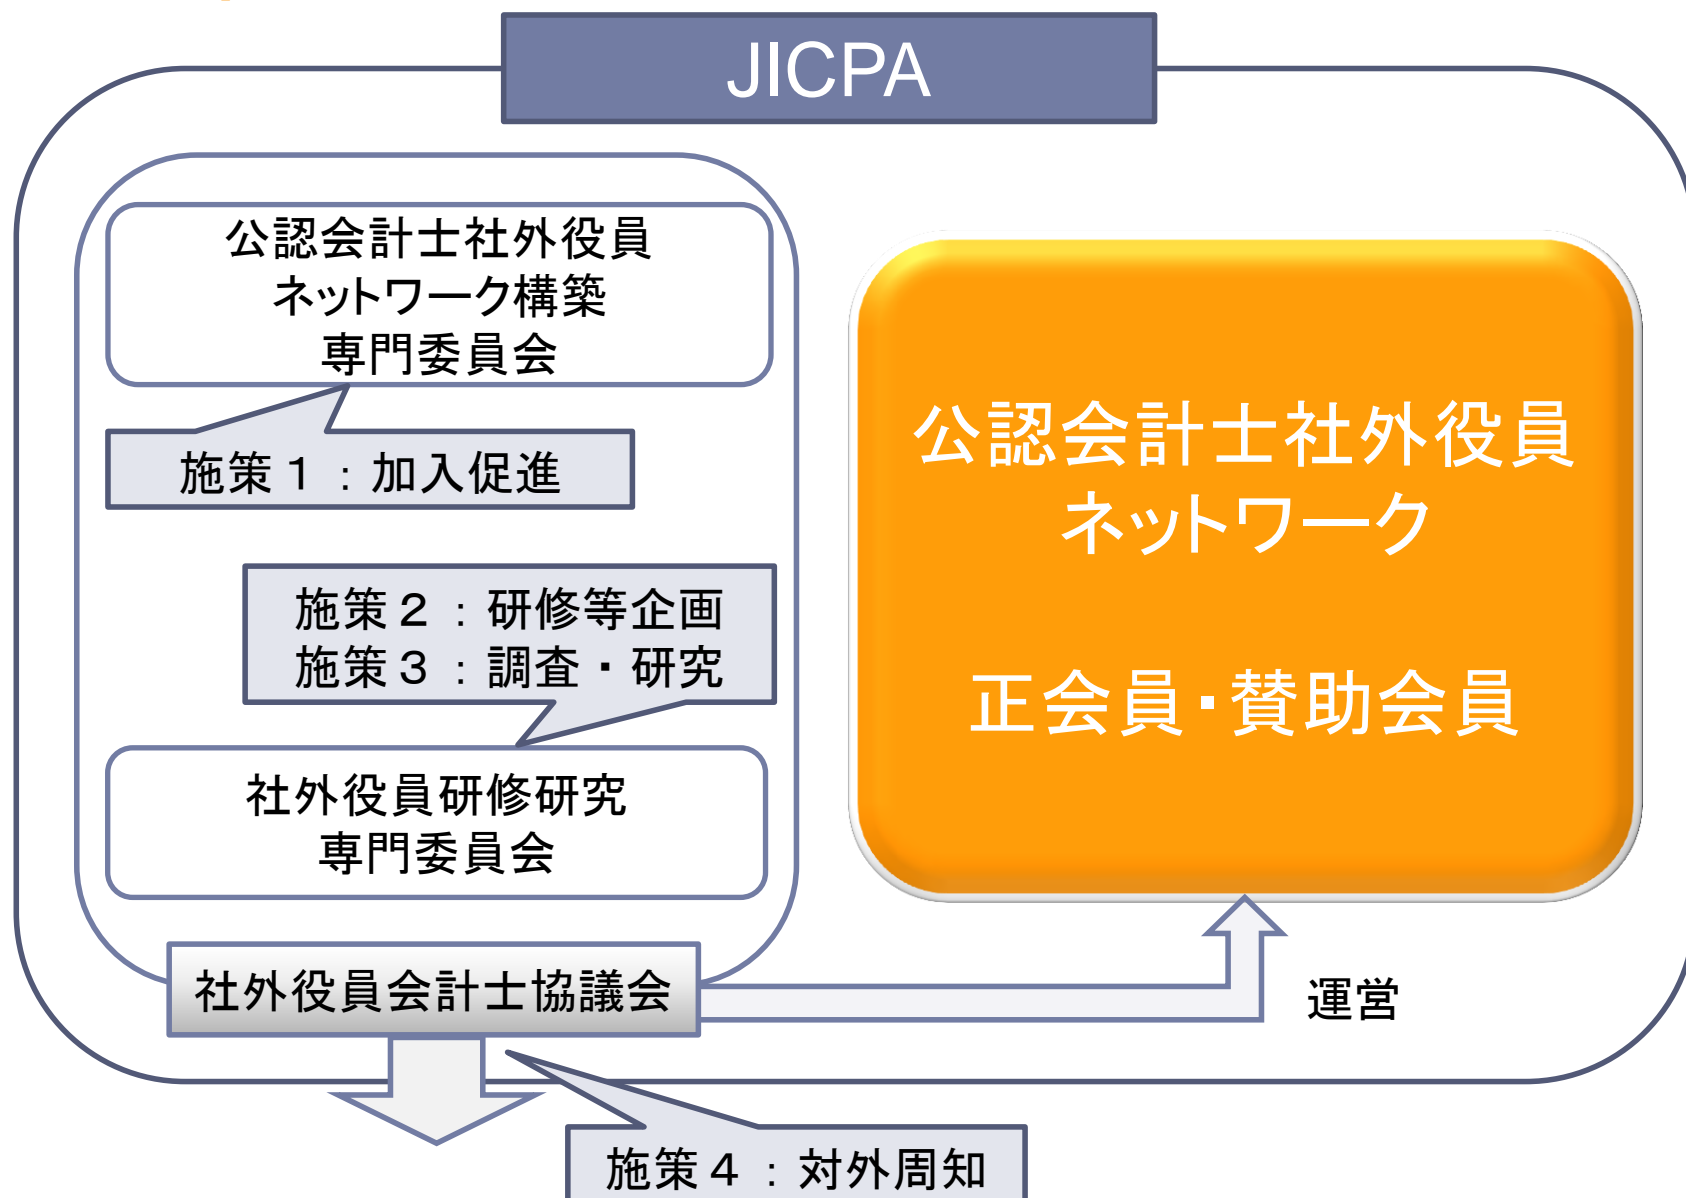 JICPA
公認会計士社外役員
ネットワーク構築
専門委員会
施策１：加入促進
施策２：研修等企画
施策３：調査・研究
社外役員研修研究
専門委員会
社外役員会計士協議会
公認会計士社外役員
ネットワーク
正会員・賛助会員
運営
施策４：対外周知